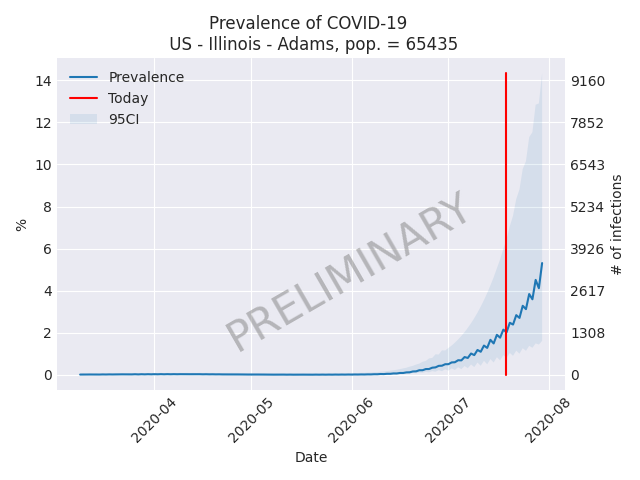 Prevalence of COVID-19
US - Illinois - Adams, pop. = 65435
Prevalence
Today
95CI
14
12
10
8
6
4
2
0
%
9160
7852
6543
5234
3926
2617
1308
0
# of infections
PRELIMINARY
2020-04
2020-05
2020-06
2020-07
2020-08
Date